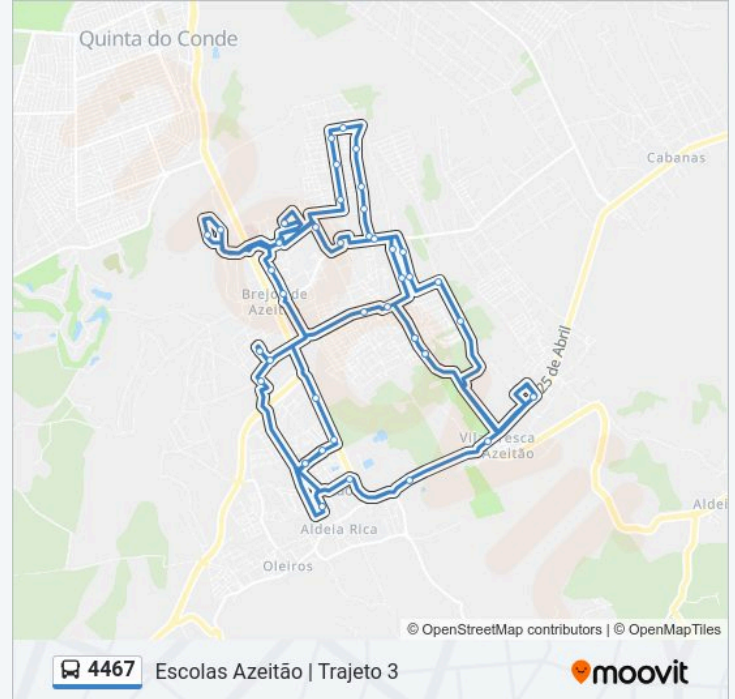 Quinta do Conde
Cabanas
Brejos de
Azeitão
25 de Abril
Vila Fresca
Azeitão
Aldei
Aldeia Rica
Oleiros
© OpenStreetMap contributors | © OpenMapTiles
4467 Escolas Azeitão | Trajeto 3
moovit